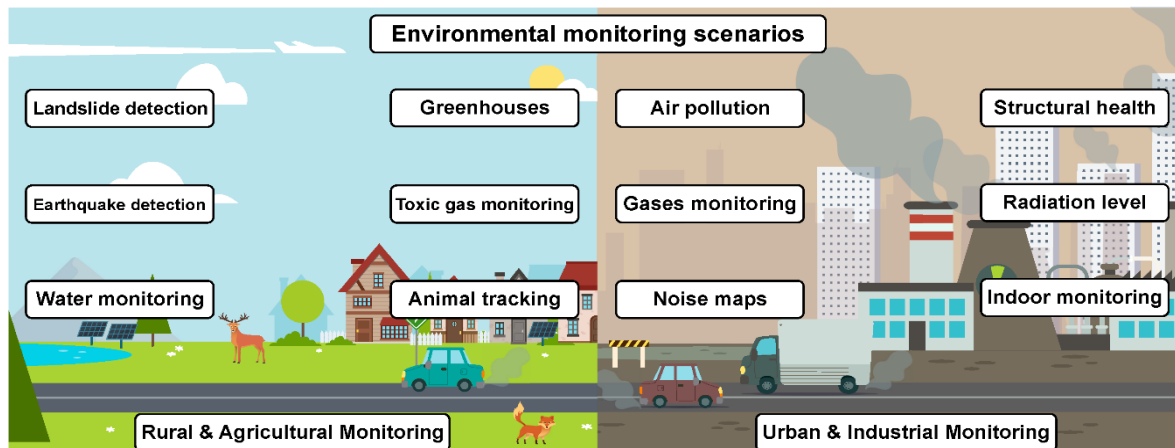 Environmental monitoring scenarios
Landslide detection
Greenhouses
Air pollution
Structural health
Earthquake detection
Toxic gas monitoring
Gases monitoring
Radiation level
Water monitoring
Animal tracking
Noise maps
Indoor monitoring
Rural & Agricultural Monitoring
Urban & Industrial Monitoring